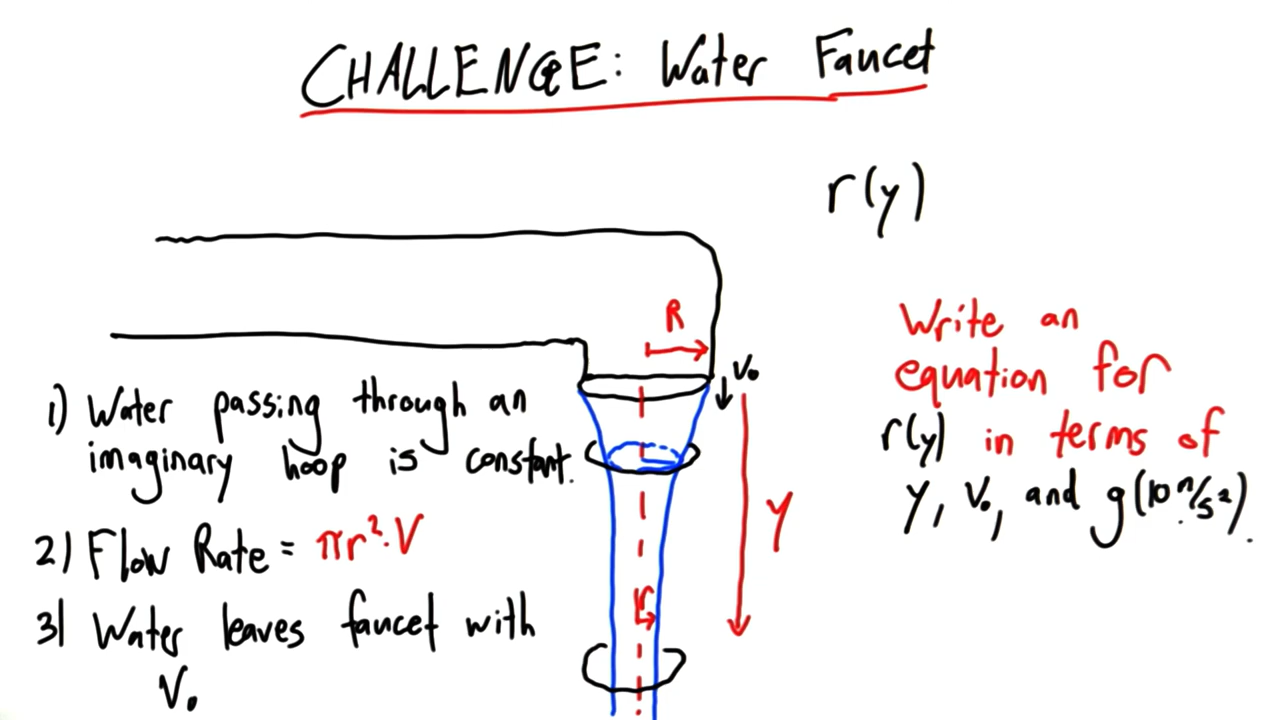 CHALLENGE: Water Faucet
r(y)
R
V₀
Write an
equation for
r(y) in terms of
y, v₀, and g(10 m/s²).
1) Water passing through an
imaginary hoop is constant.
2) Flow Rate = πr²·V
3) Water leaves faucet with
V₀
y
r